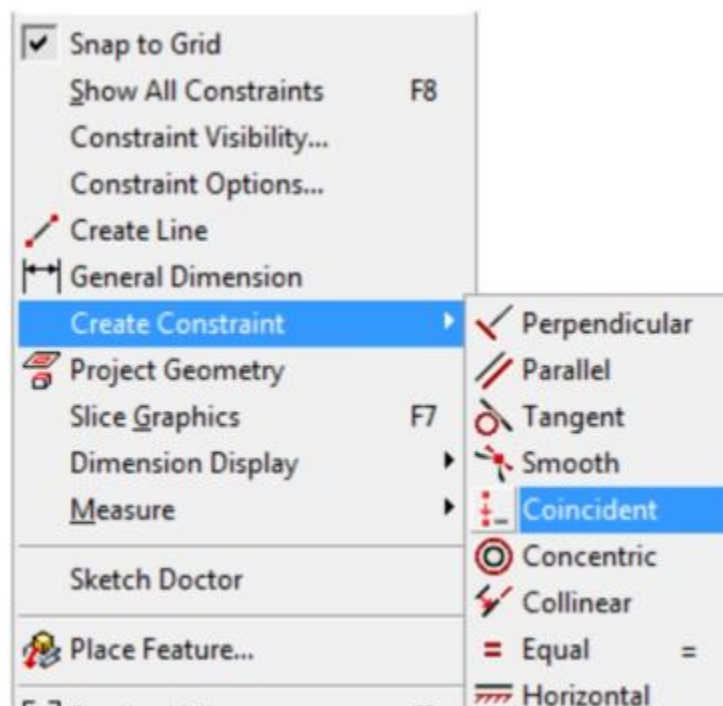 Snap to Grid
Show All Constraints F8
Constraint Visibility...
Constraint Options...
Create Line
General Dimension
Create Constraint
Project Geometry
Slice Graphics F7
Dimension Display
Measure
Sketch Doctor
Place Feature...
Perpendicular
Parallel
Tangent
Smooth
Coincident
Concentric
Collinear
Equal =
Horizontal